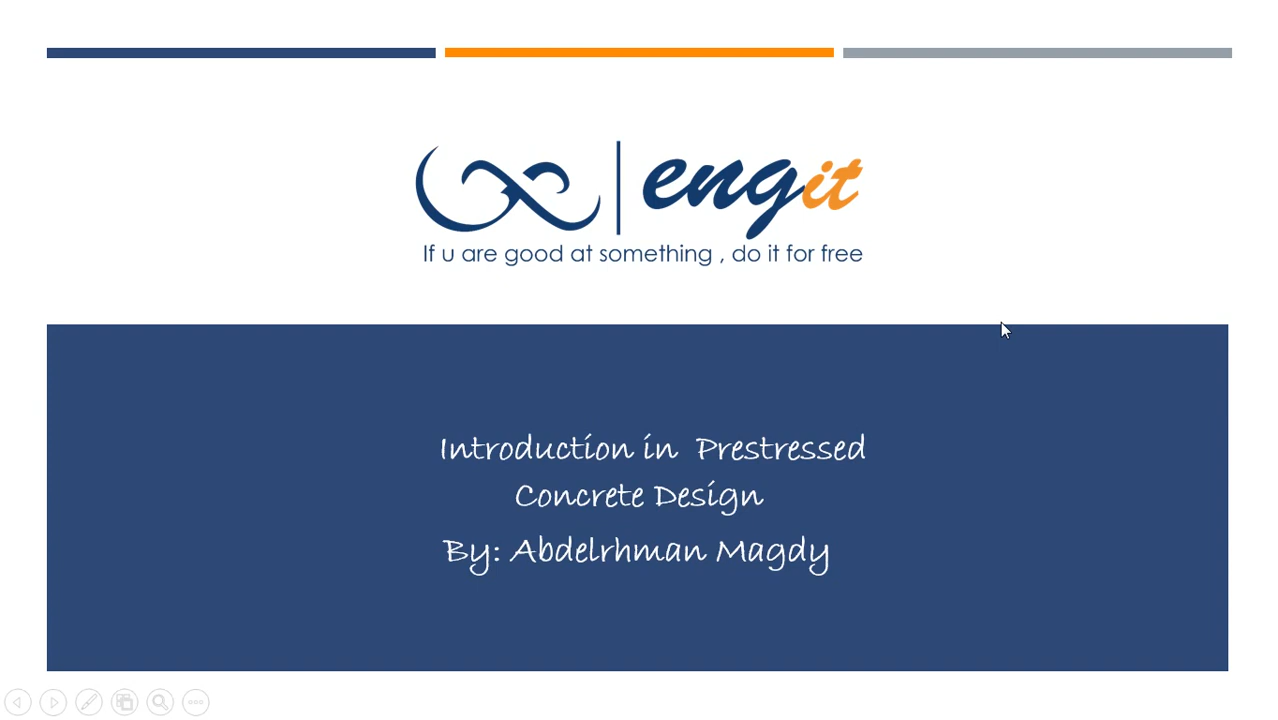 engit
If u are good at something , do it for free
Introduction in Prestressed
Concrete Design
By: Abdelrhman Magdy